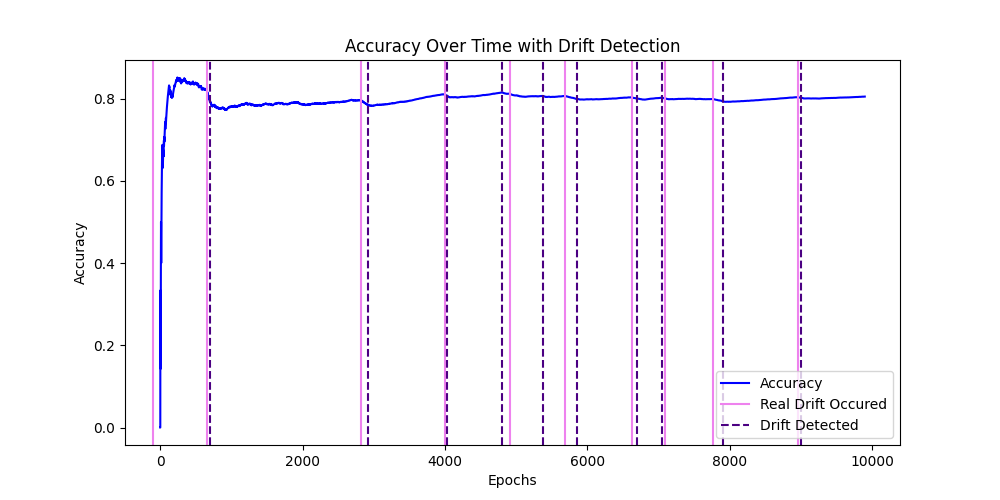 Accuracy Over Time with Drift Detection
Accuracy
0.8
0.6
0.4
0.2
0.0
0 2000 4000 6000 8000 10000
Epochs
Accuracy
Real Drift Occured
Drift Detected